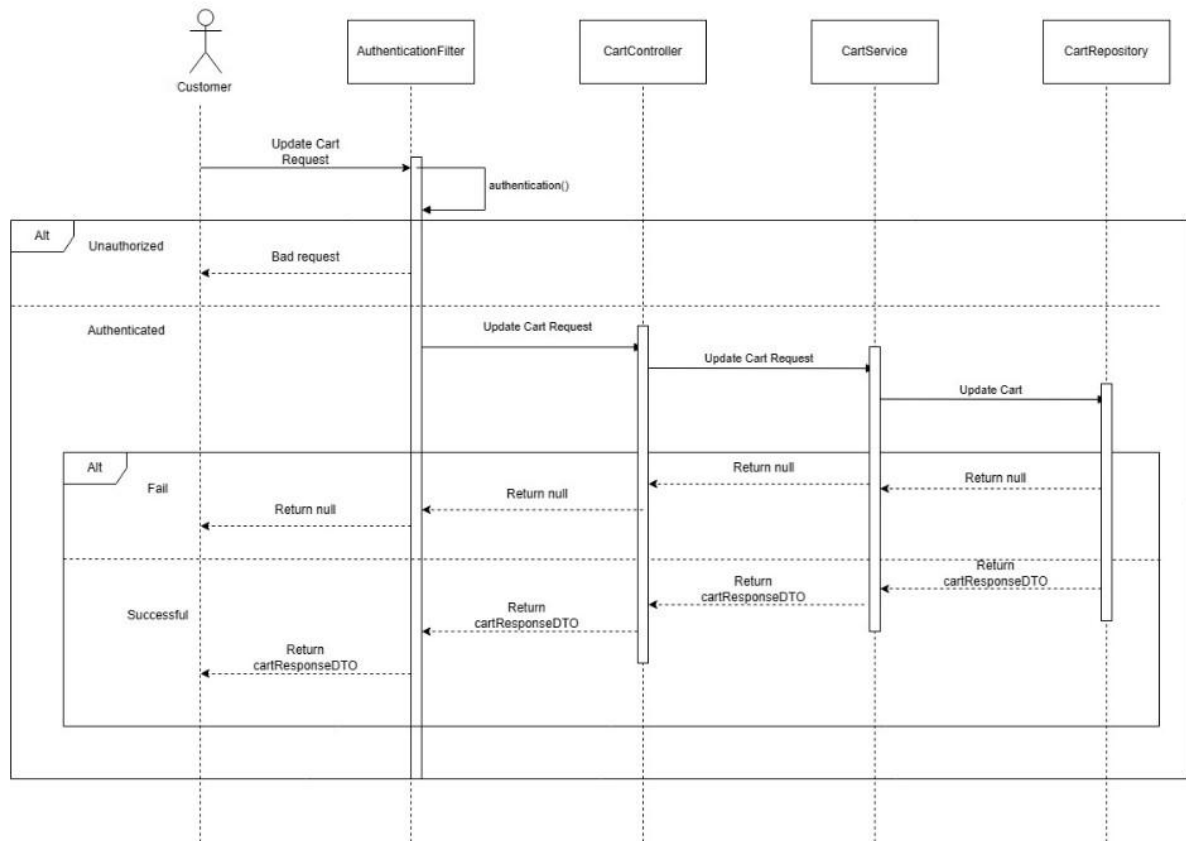 Customer
AuthenticationFilter
CartController
CartService
CartRepository
Update Cart
Request
authentication()
Alt
Unauthorized
Bad request
Authenticated
Update Cart Request
Update Cart Request
Update Cart
Alt
Fail
Return null
Return null
Return null
Return null
Return
cartResponseDTO
Return
cartResponseDTO
Return
cartResponseDTO
Successful
Return
cartResponseDTO